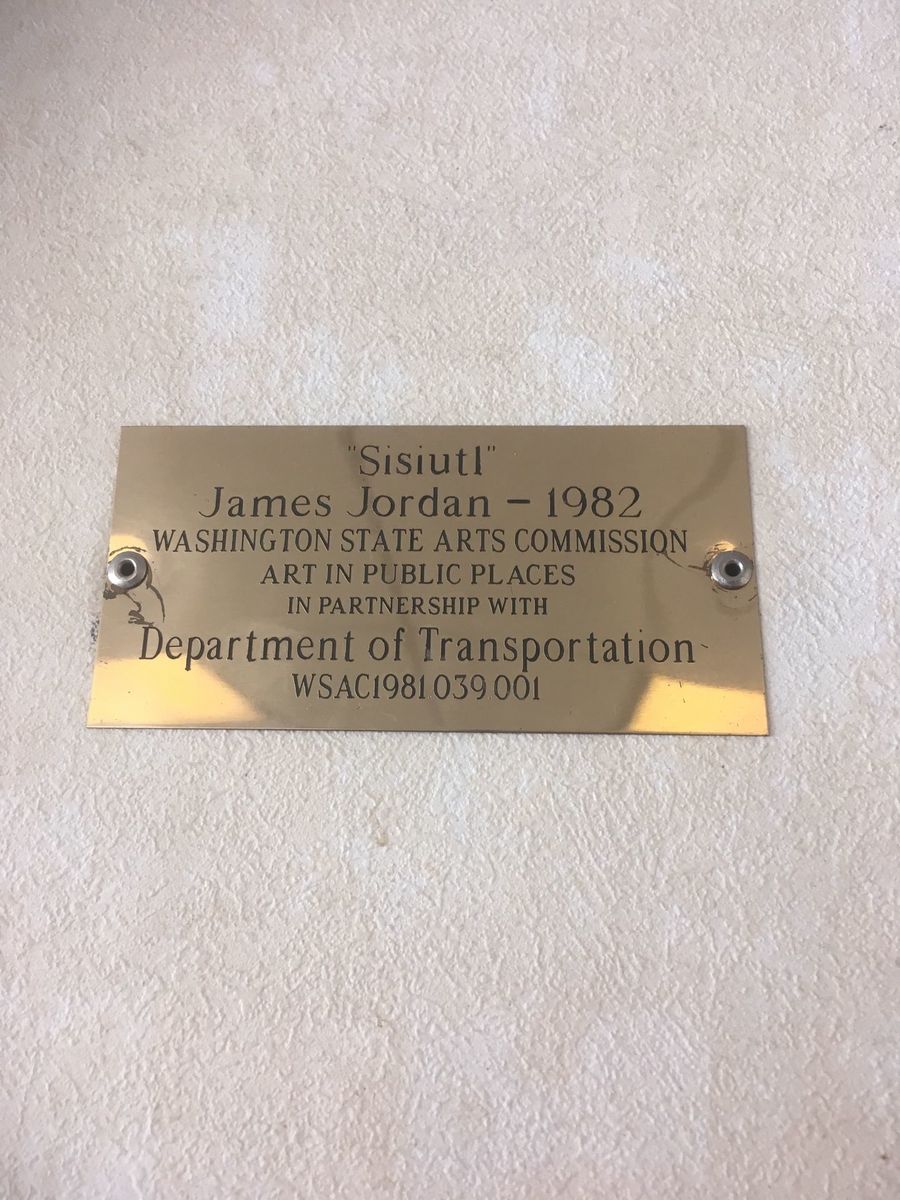 "Sisiutl"
James Jordan – 1982
WASHINGTON STATE ARTS COMMISSION
ART IN PUBLIC PLACES
IN PARTNERSHIP WITH
Department of Transportation
WSAC1981 039 001